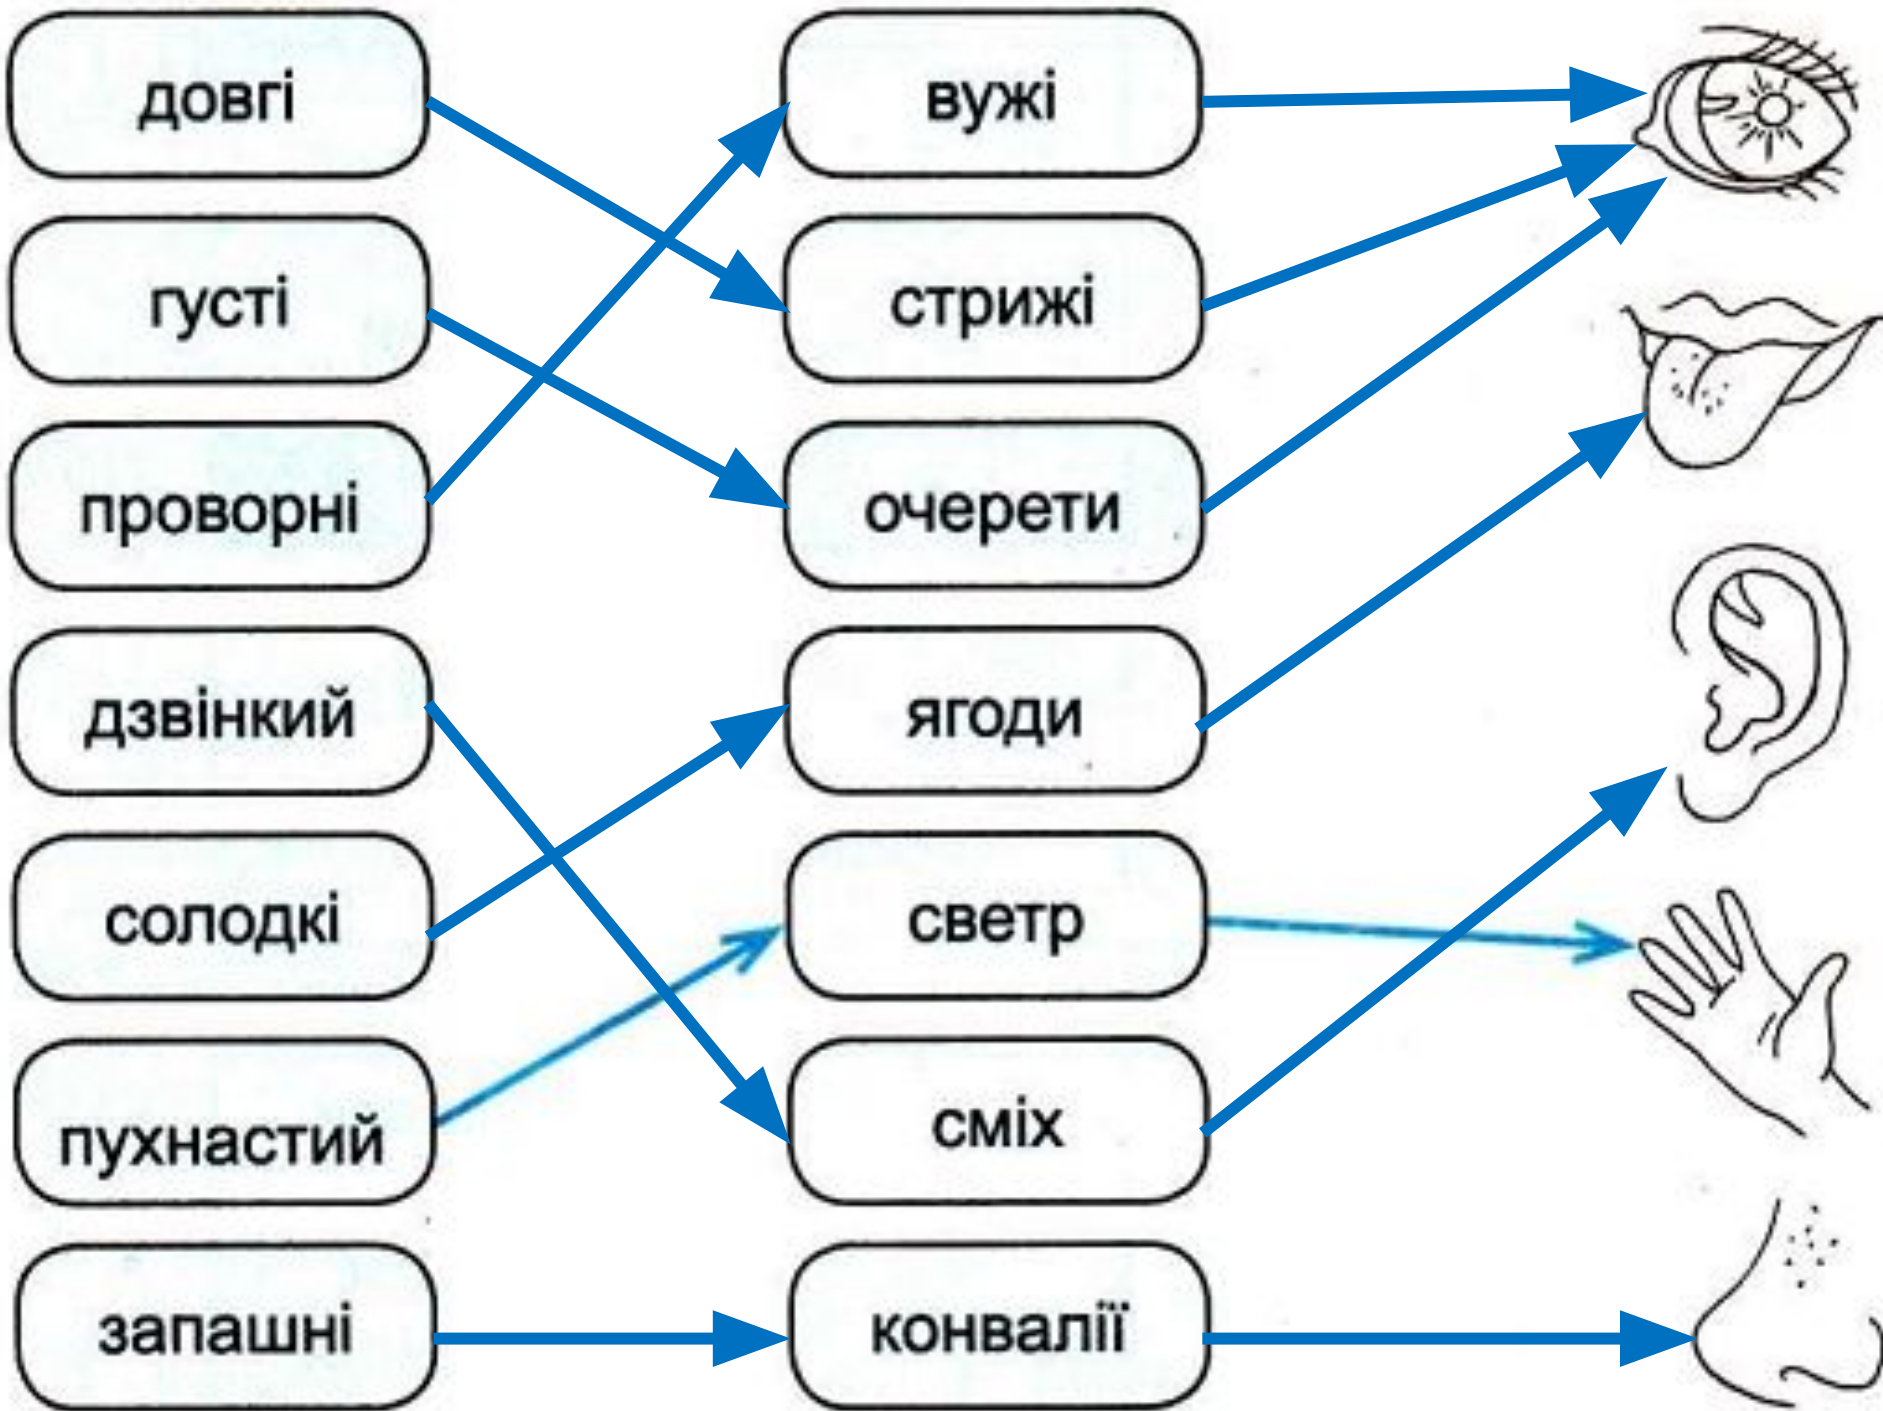 довгі
вужі
густі
стрижі
проворні
очерети
дзвінкий
ягоди
солодкі
светр
пухнастий
сміх
запашні
конвалії